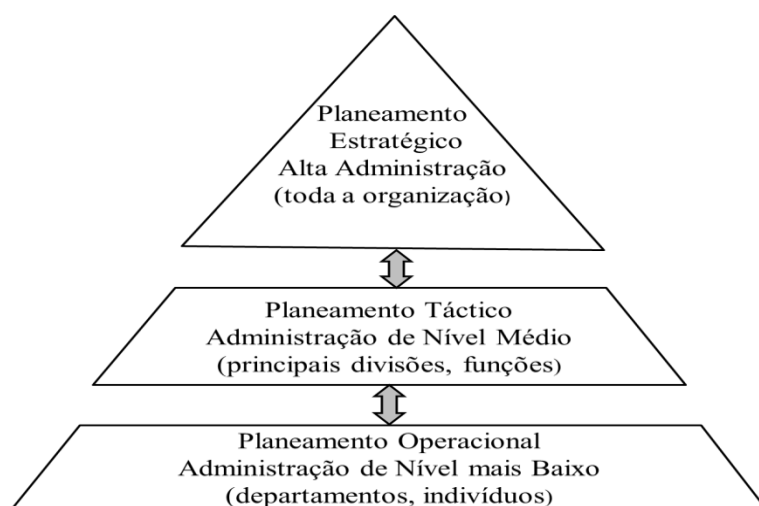 Planeamento
Estratégico
Alta Administração
(toda a organização)
Planeamento Táctico
Administração de Nível Médio
(principais divisões, funções)
Planeamento Operacional
Administração de Nível mais Baixo
(departamentos, indivíduos)